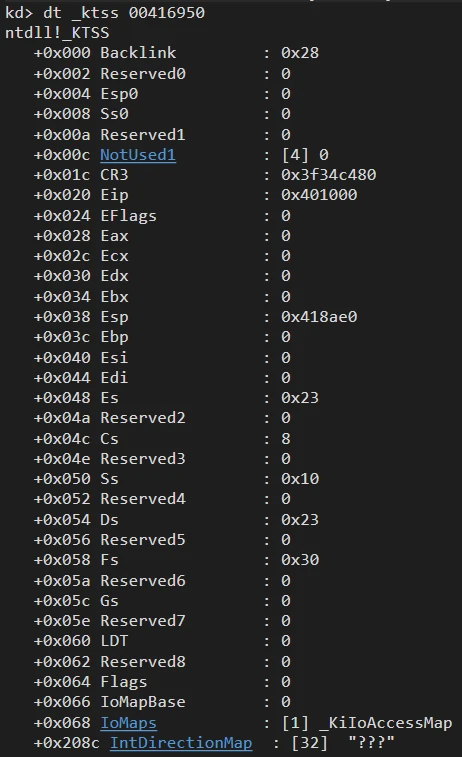 kd> dt _ktss 00416950
ntdll!_KTSS
+0x000 Backlink : 0x28
+0x002 Reserved0 : 0
+0x004 Esp0 : 0
+0x008 Ss0 : 0
+0x00a Reserved1 : 0
+0x00c NotUsed1 : [4] 0
+0x01c CR3 : 0x3f34c480
+0x020 Eip : 0x401000
+0x024 EFlags : 0
+0x028 Eax : 0
+0x02c Ecx : 0
+0x030 Edx : 0
+0x034 Ebx : 0
+0x038 Esp : 0x418ae0
+0x03c Ebp : 0
+0x040 Esi : 0
+0x044 Edi : 0
+0x048 Es : 0x23
+0x04a Reserved2 : 0
+0x04c Cs : 8
+0x04e Reserved3 : 0
+0x050 Ss : 0x10
+0x052 Reserved4 : 0
+0x054 Ds : 0x23
+0x056 Reserved5 : 0
+0x058 Fs : 0x30
+0x05a Reserved6 : 0
+0x05c Gs : 0
+0x05e Reserved7 : 0
+0x060 LDT : 0
+0x062 Reserved8 : 0
+0x064 Flags : 0
+0x066 IoMapBase : 0
+0x068 IoMaps : [1] _KiIoAccessMap
+0x208c IntDirectionMap : [32] "???"